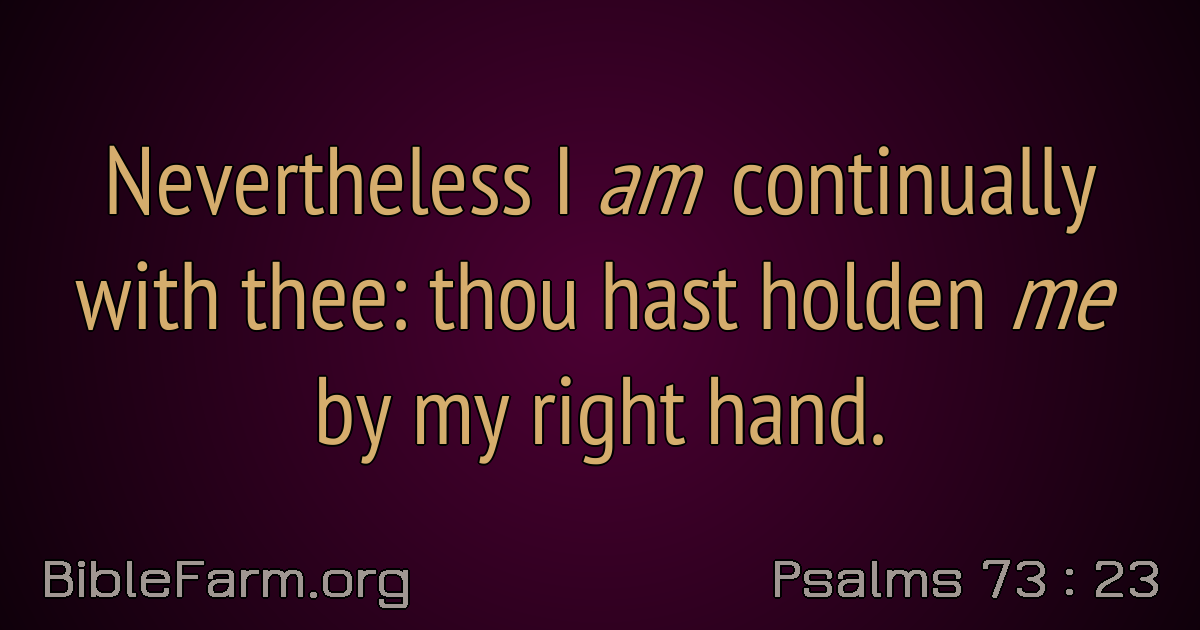 Nevertheless I am continually
with thee: thou hast holden me
by my right hand.
BibleFarm.org
Psalms 73 : 23